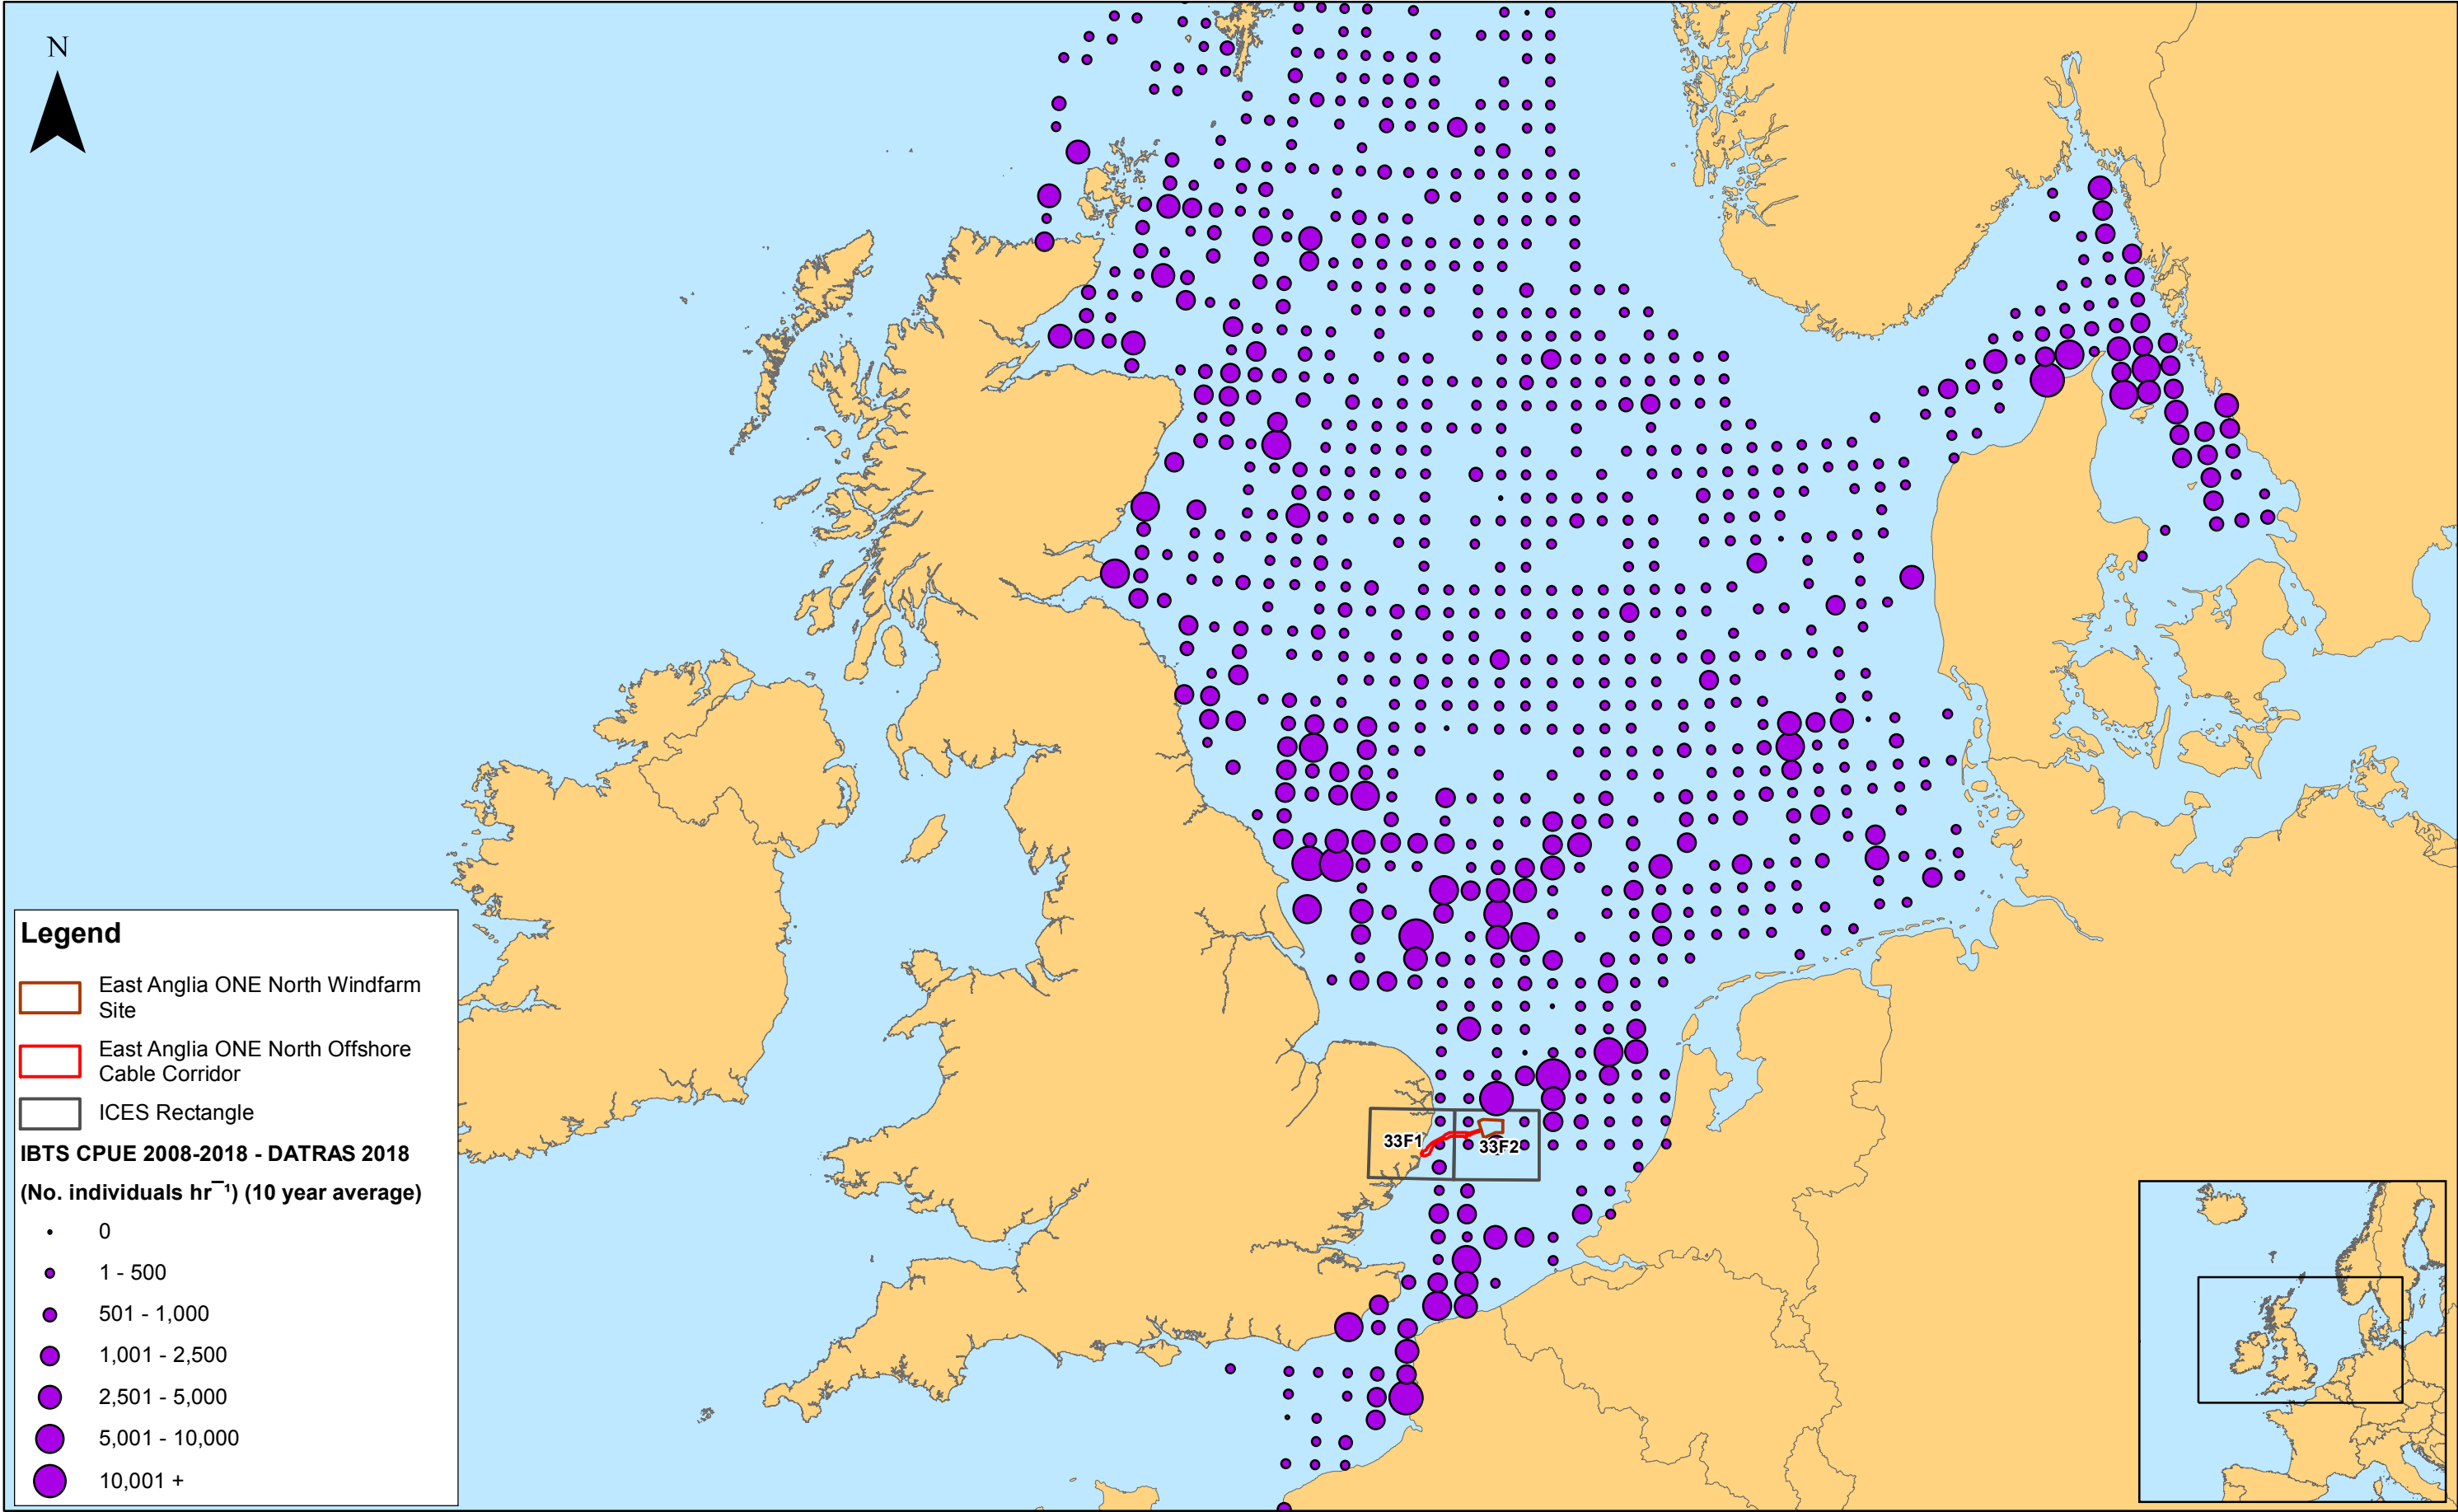 N
33F1
33F2
Legend
East Anglia ONE North Windfarm
Site
East Anglia ONE North Offshore
Cable Corridor
ICES Rectangle
IBTS CPUE 2008-2018 - DATRAS 2018
(No. individuals hr¯¹) (10 year average)
0
1 - 500
501 - 1,000
1,001 - 2,500
2,501 - 5,000
5,001 - 10,000
10,001 +